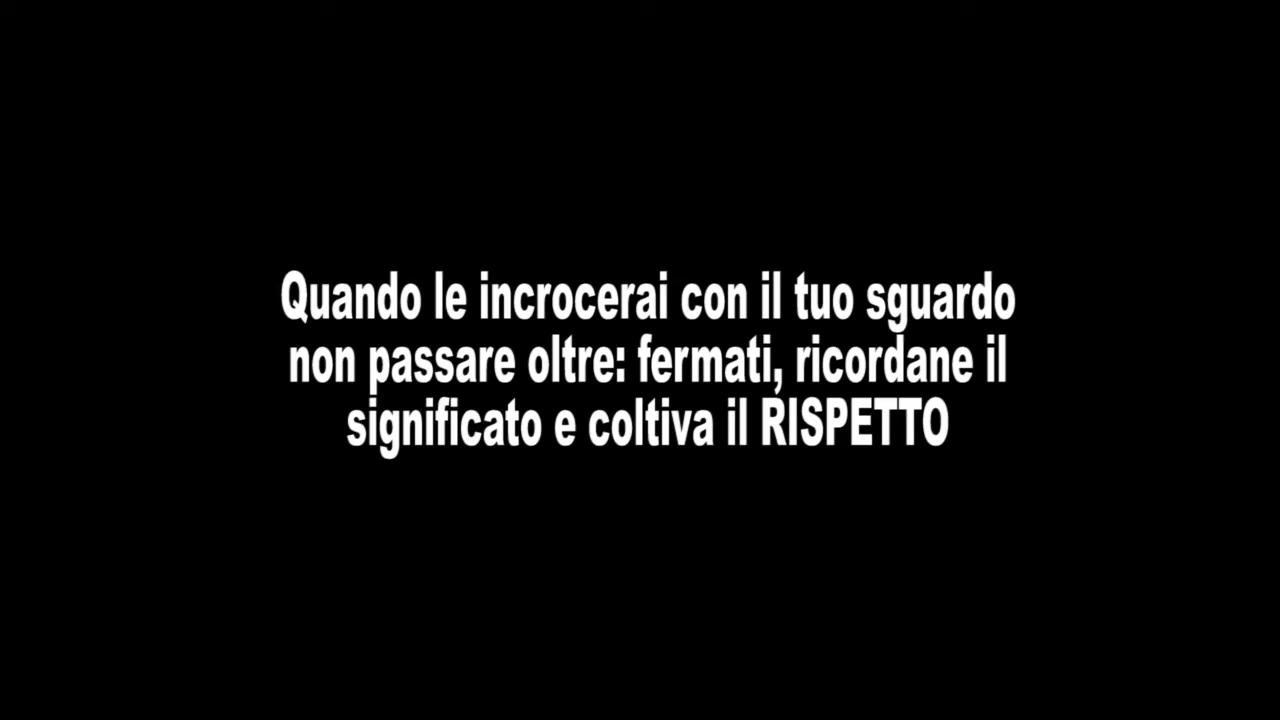 Quando le incrocerai con il tuo sguardo
non passare oltre: fermati, ricordane il
significato e coltiva il RISPETTO